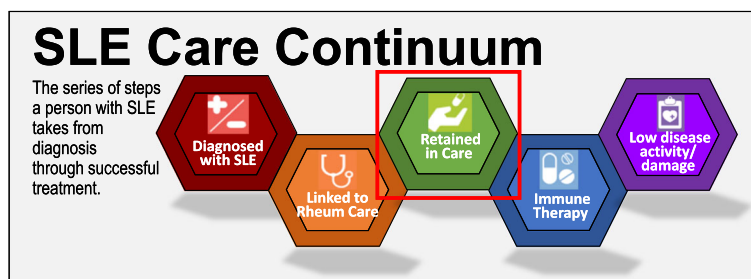 SLE Care Continuum
The series of steps
a person with SLE
takes from
diagnosis
through successful
treatment.
Diagnosed
with SLE
Linked to
Rheum Care
Retained
in Care
Immune
Therapy
Low disease
activity/
damage